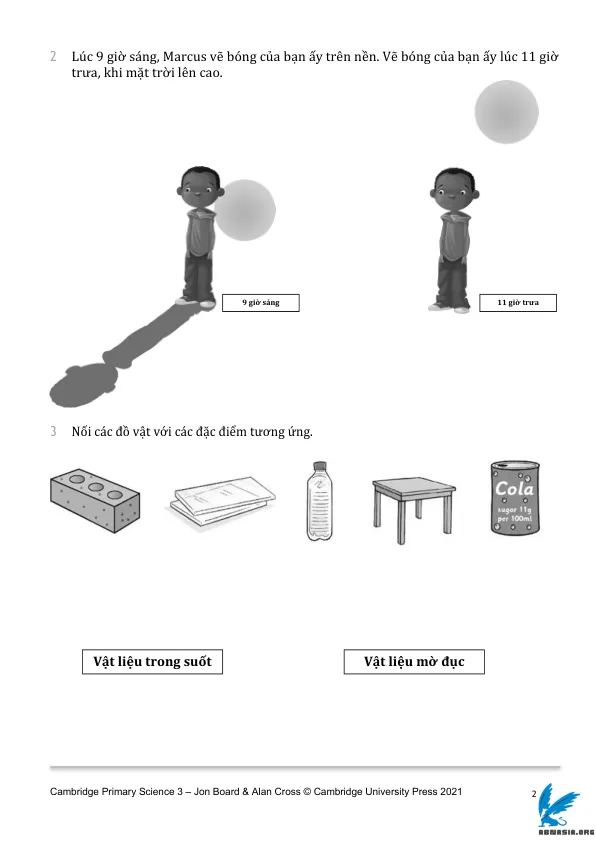 2 Lúc 9 giờ sáng, Marcus vẽ bóng của bạn ấy trên nền. Vẽ bóng của bạn ấy lúc 11 giờ
trưa, khi mặt trời lên cao.
9 giờ sáng
11 giờ trưa
3 Nối các đồ vật với các đặc điểm tương ứng.
Cola
sugar 11g
per 100ml
Vật liệu trong suốt
Vật liệu mờ đục
Cambridge Primary Science 3 – Jon Board & Alan Cross © Cambridge University Press 2021
2
ABNASIA.ORG